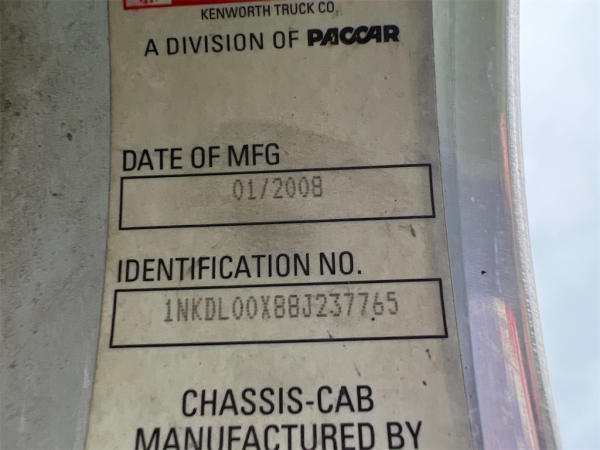 KENWORTH TRUCK CO.
A DIVISION OF PACCAR
DATE OF MFG
01/2008
IDENTIFICATION NO.
1NKDL00X88J237765
CHASSIS-CAB
MANUFACTURED BY